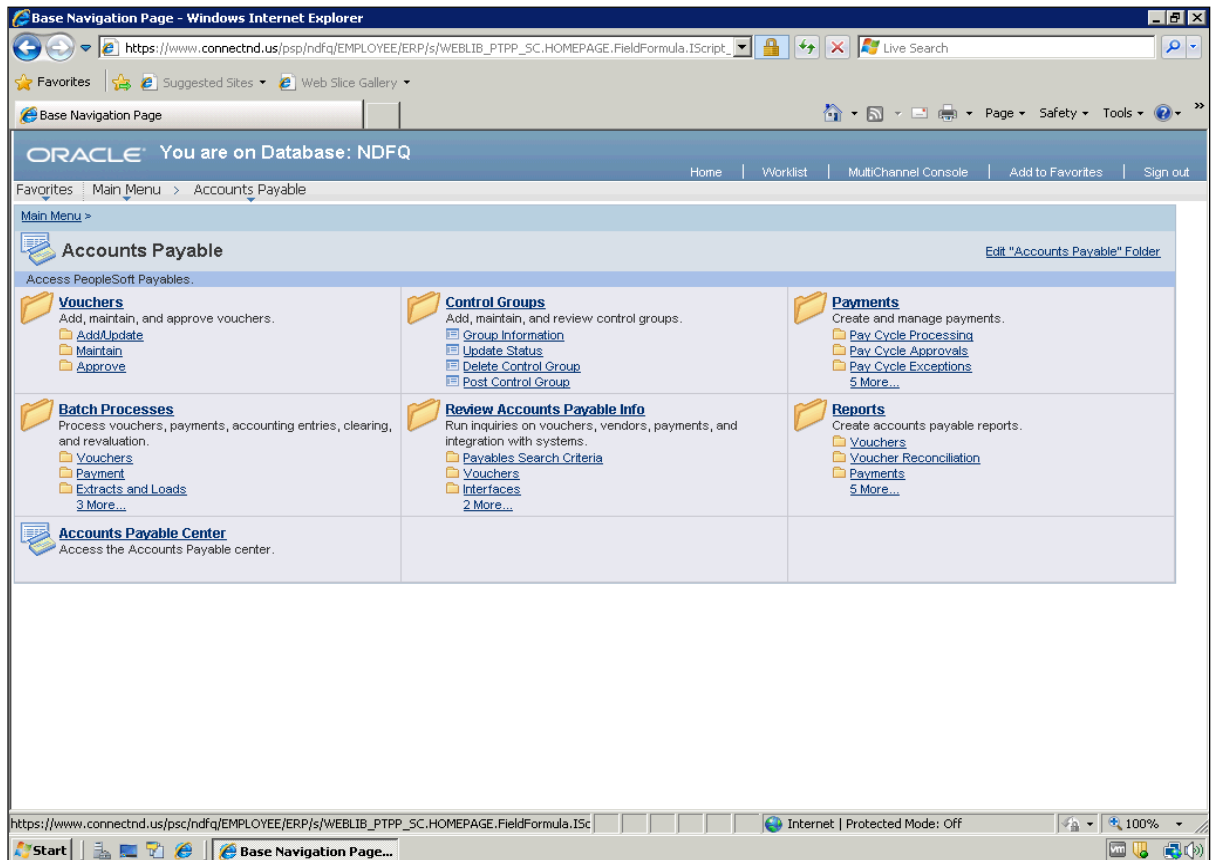 Base Navigation Page - Windows Internet Explorer
https://www.connectnd.us/psp/ndfq/EMPLOYEE/ERP/s/WEBLIB_PTPP_SC.HOMEPAGE.FieldFormula.IScript_
Live Search
Favorites Suggested Sites Web Slice Gallery
Base Navigation Page
Page Safety Tools »
ORACLE You are on Database: NDFQ
Home | Worklist | MultiChannel Console | Add to Favorites | Sign out
Favorites Main Menu > Accounts Payable
Main Menu >
Accounts Payable
Edit "Accounts Payable" Folder
Access PeopleSoft Payables.
Vouchers
Add, maintain, and approve vouchers.
Add/Update
Maintain
Approve
Control Groups
Add, maintain, and review control groups.
Group Information
Update Status
Delete Control Group
Post Control Group
Payments
Create and manage payments.
Pay Cycle Processing
Pay Cycle Approvals
Pay Cycle Exceptions
5 More...
Batch Processes
Process vouchers, payments, accounting entries, clearing,
and revaluation.
Vouchers
Payment
Extracts and Loads
3 More...
Review Accounts Payable Info
Run inquiries on vouchers, vendors, payments, and
integration with systems.
Payables Search Criteria
Vouchers
Interfaces
2 More...
Reports
Create accounts payable reports.
Vouchers
Voucher Reconciliation
Payments
5 More...
Accounts Payable Center
Access the Accounts Payable center.
https://www.connectnd.us/psc/ndfq/EMPLOYEE/ERP/s/WEBLIB_PTPP_SC.HOMEPAGE.FieldFormula.ISc
Internet | Protected Mode: Off
100%
Start
Base Navigation Page...
vm